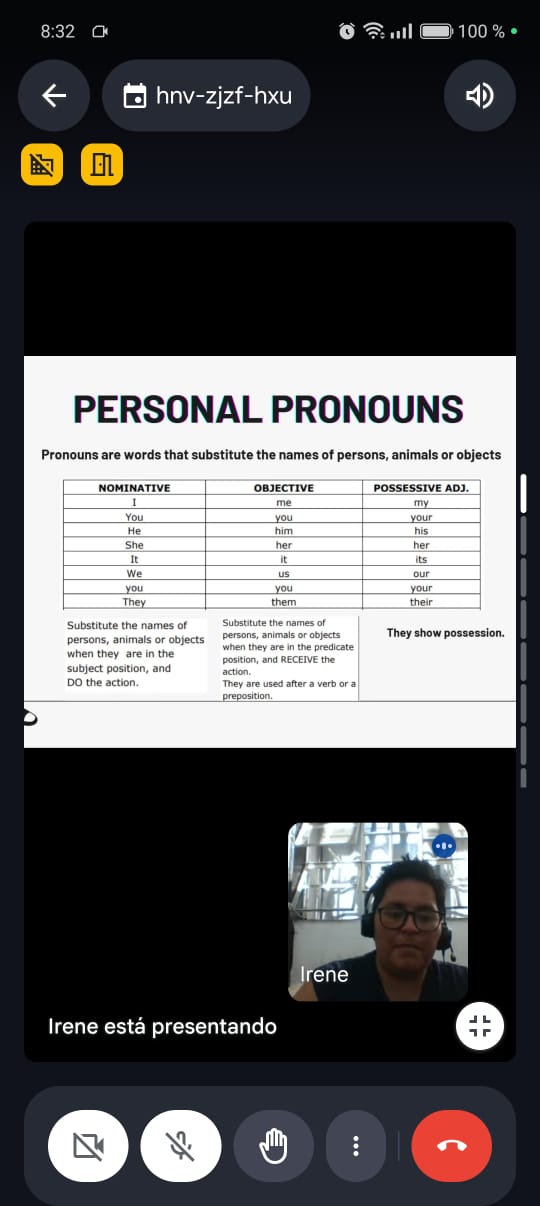 8:32 100 %
hnv-zjzf-hxu
PERSONAL PRONOUNS
Pronouns are words that substitute the names of persons, animals or objects
NOMINATIVE OBJECTIVE POSSESSIVE ADJ.
I me my
You you your
He him his
She her her
It it its
We us our
you you your
They them their
Substitute the names of
persons, animals or objects
when they are in the
subject position, and
DO the action.
Substitute the names of
persons, animals or objects
when they are in the predicate
position, and RECEIVE the
action.
They are used after a verb or a
preposition.
They show possession.
Irene
Irene está presentando